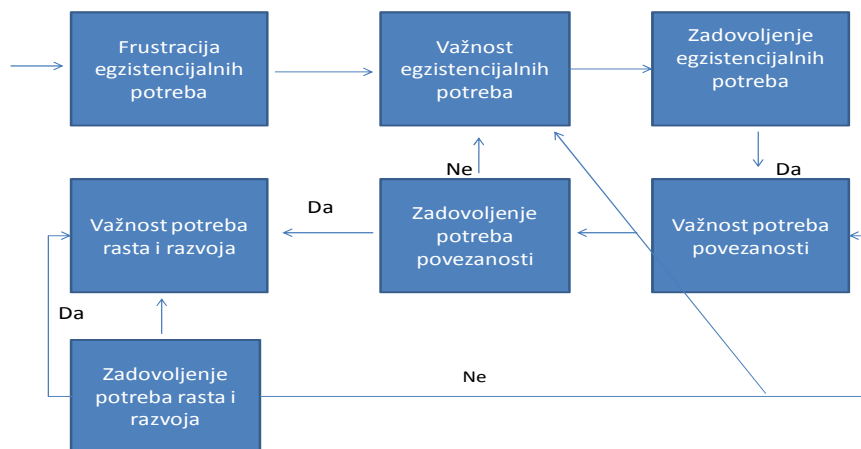 Frustracija
egzistencijalnih
potreba
Važnost
egzistencijalnih
potreba
Zadovoljenje
egzistencijalnih
potreba
Ne
Da
Da
Važnost potreba
rasta i razvoja
Zadovoljenje
potreba
povezanosti
Važnost potreba
povezanosti
Da
Zadovoljenje
potreba rasta i
razvoja
Ne